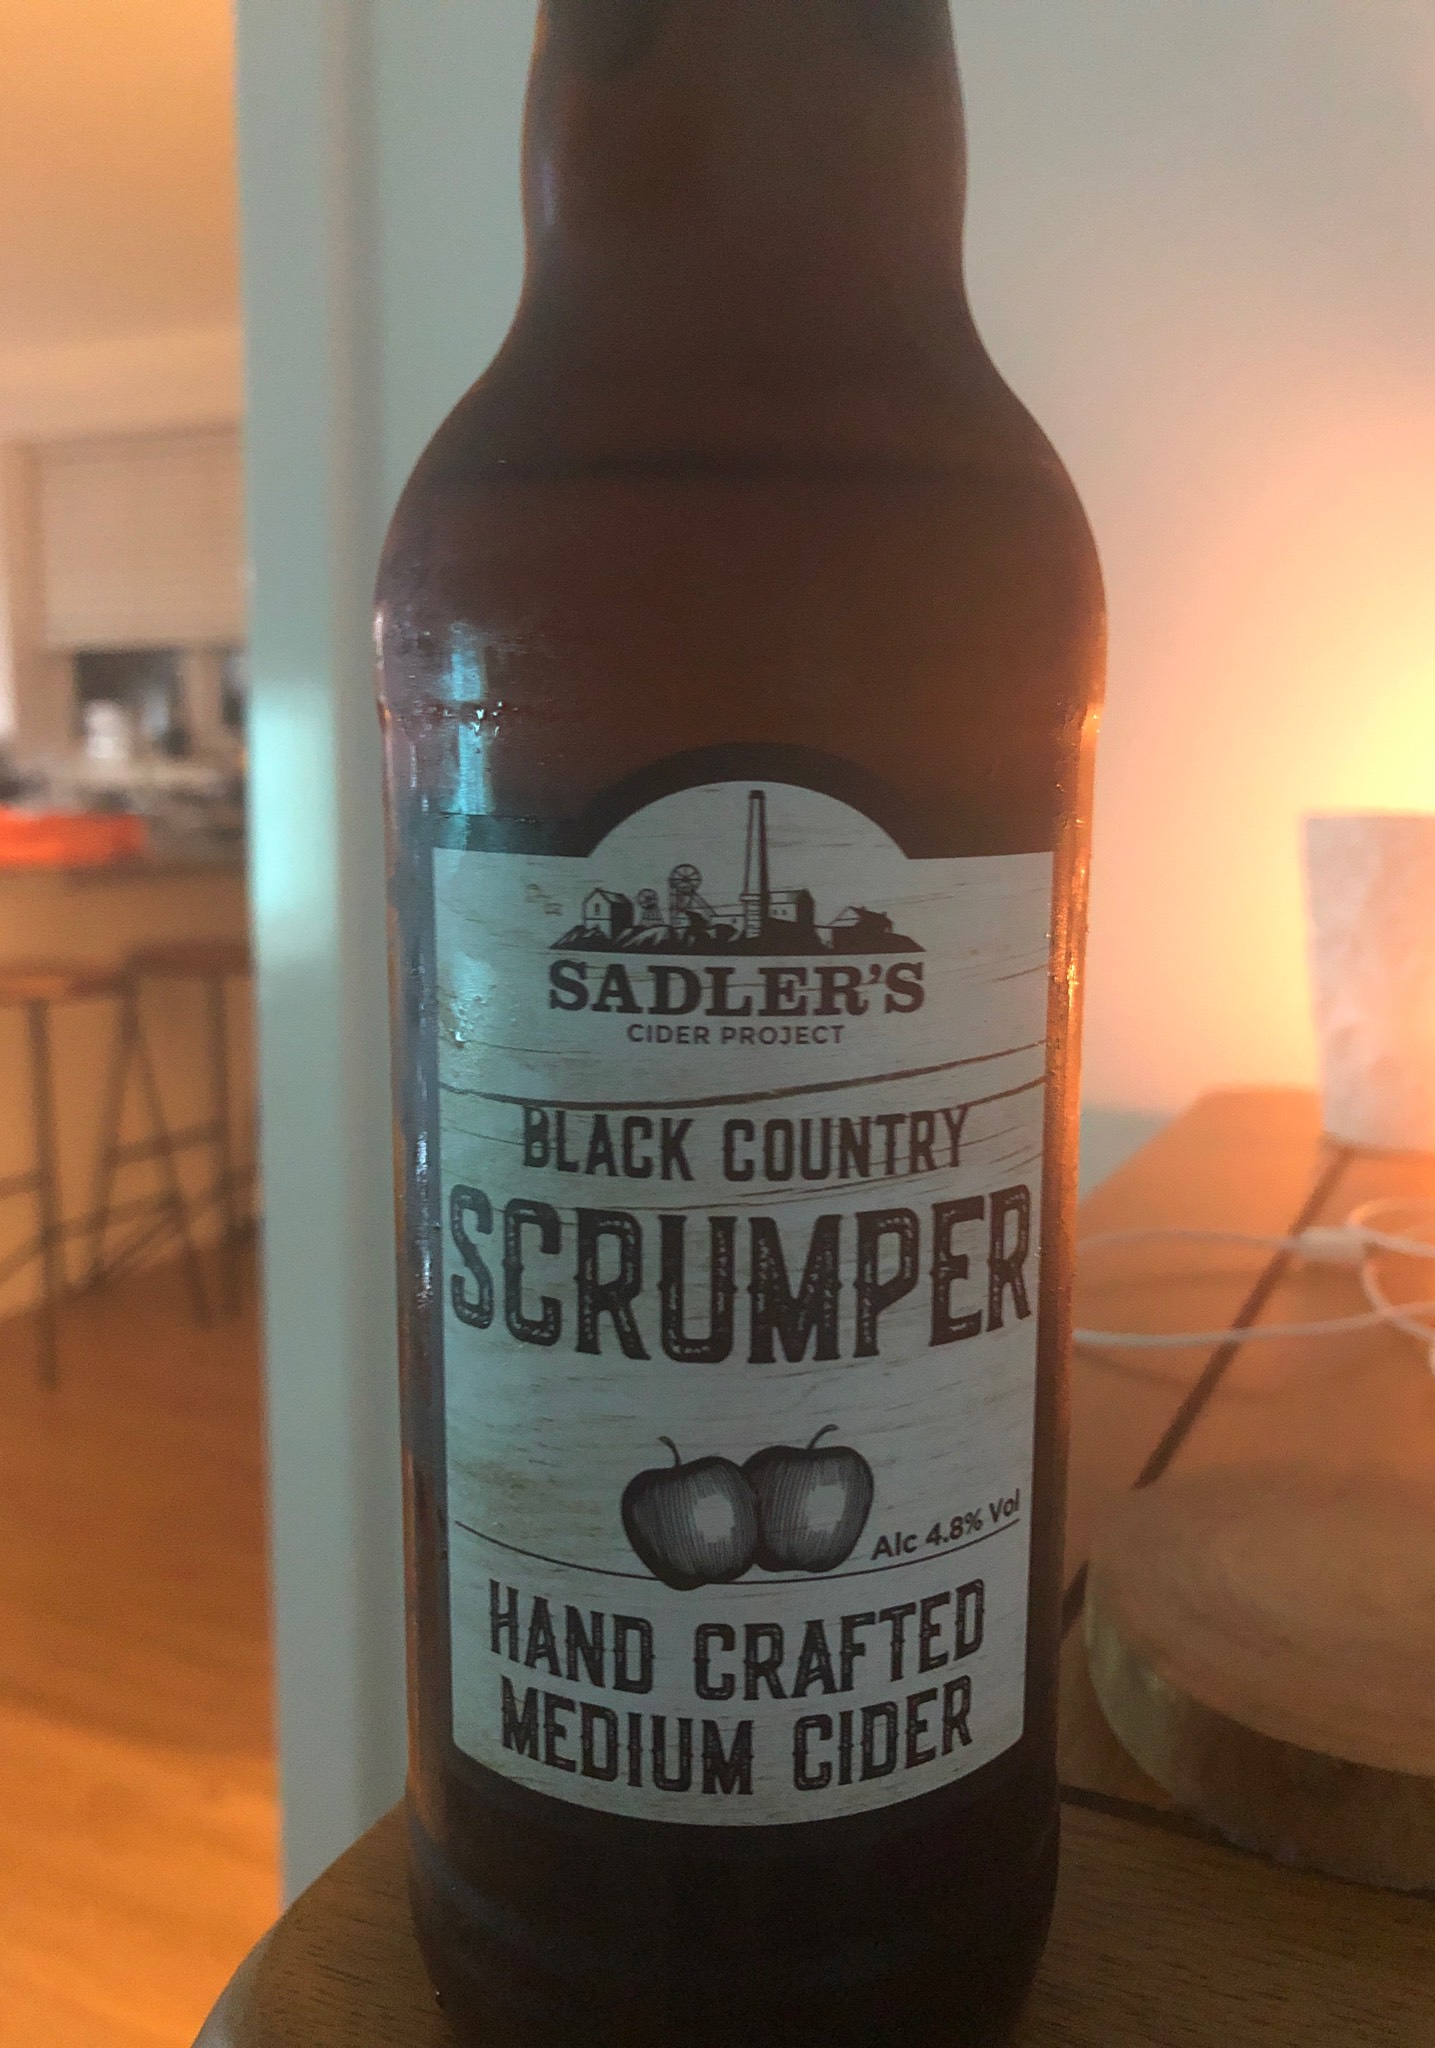 SADLER'S
CIDER PROJECT
BLACK COUNTRY
SCRUMPER
Alc 4.8% Vol
HAND CRAFTED
MEDIUM CIDER